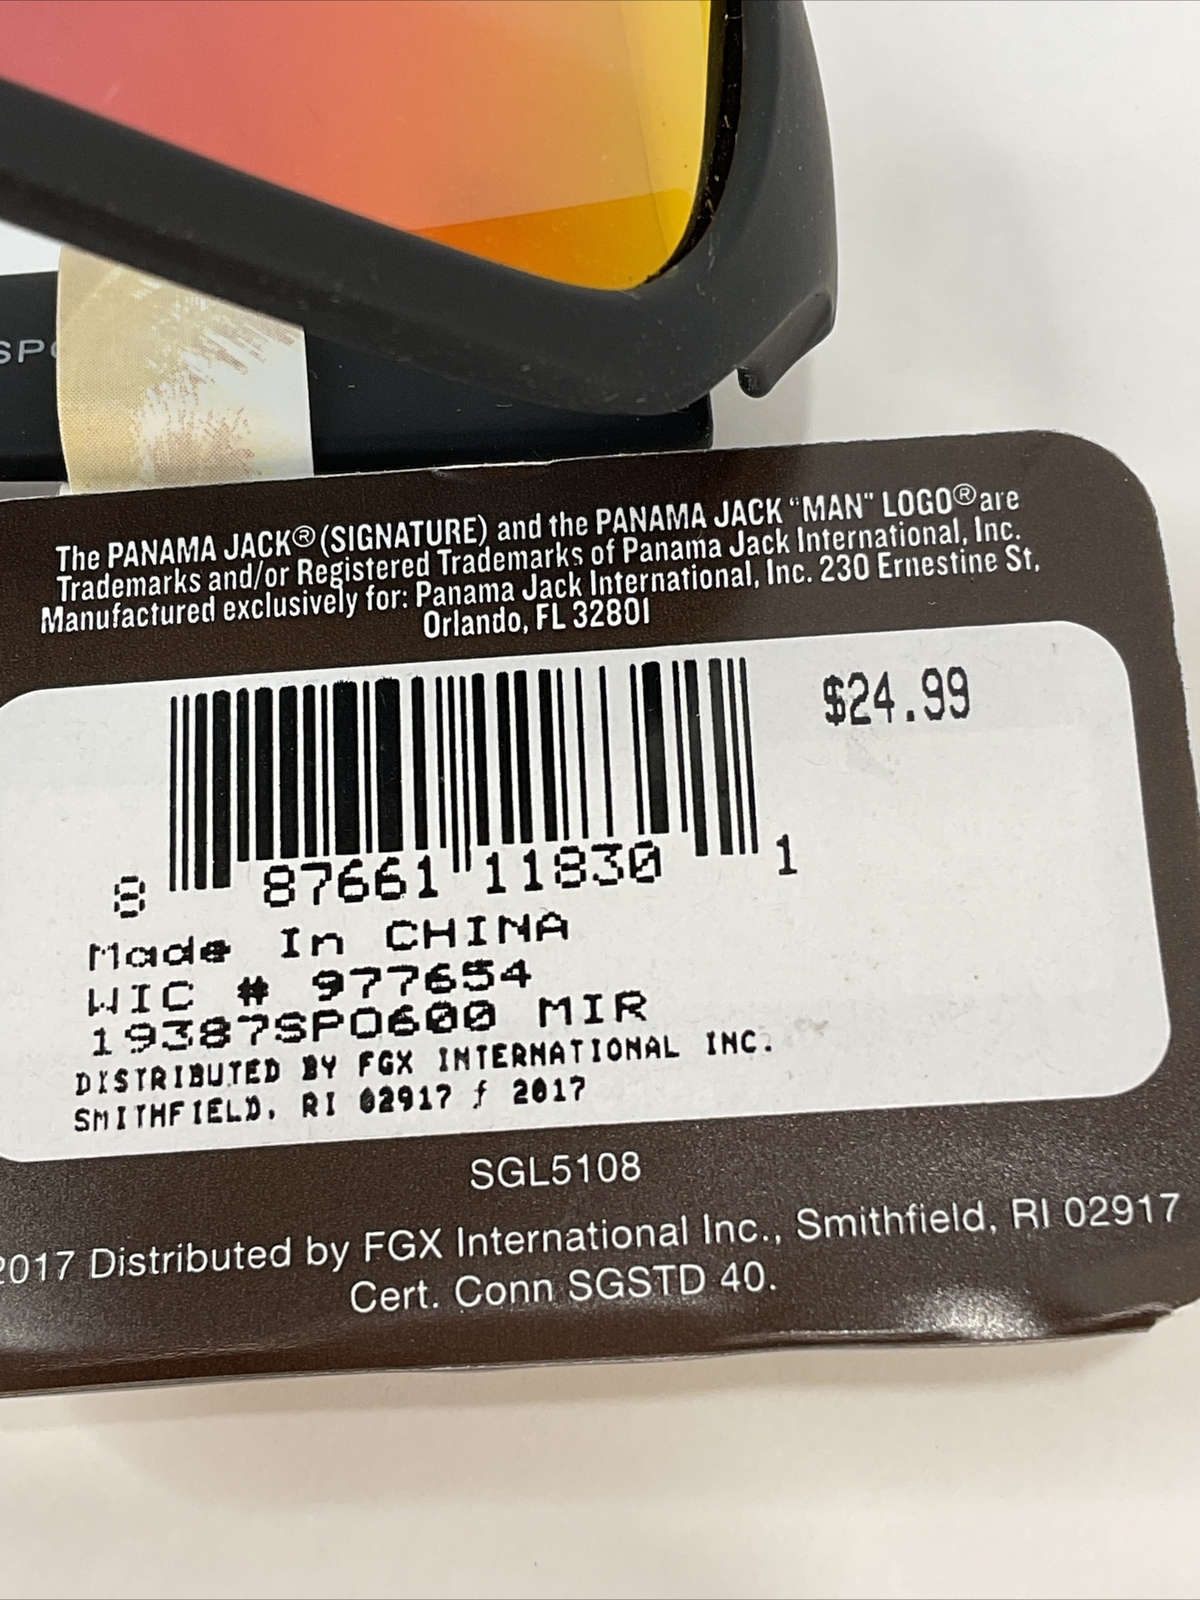 SPO
The PANAMA JACK® (SIGNATURE) and the PANAMA JACK "MAN" LOGO® are
Trademarks and/or Registered Trademarks of Panama Jack International, Inc.
Manufactured exclusively for: Panama Jack International, Inc. 230 Ernestine St,
Orlando, FL 32801
$24.99
8 87661 11830 1
Made In CHINA
WIC # 977654
19387SPO600 MIR
DISTRIBUTED BY FGX INTERNATIONAL INC.
SMITHFIELD, RI 02917 f 2017
SGL5108
2017 Distributed by FGX International Inc., Smithfield, RI 02917
Cert. Conn SGSTD 40.